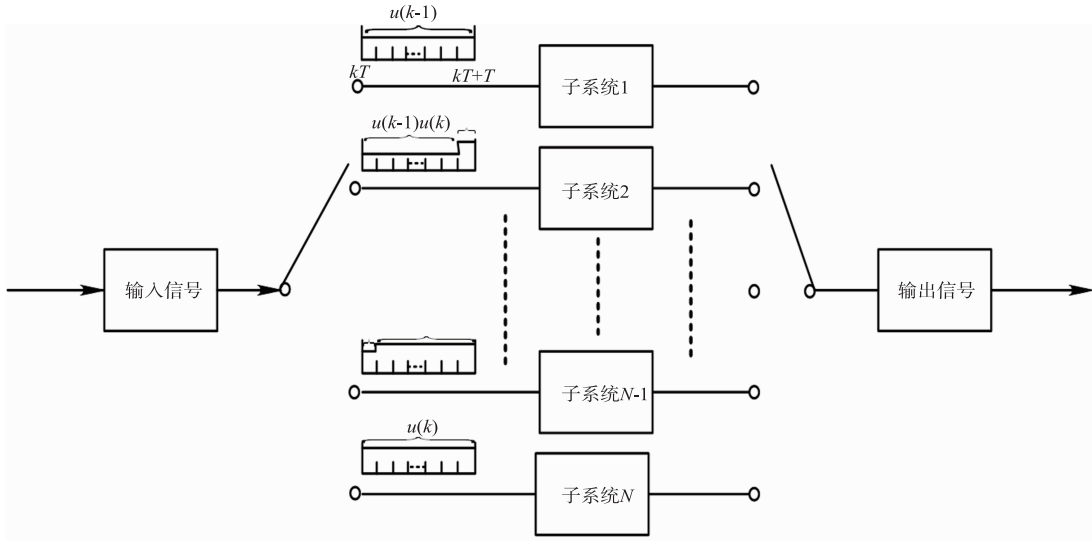 u(k-1)
kT
kT+T
子系统1
u(k-1)u(k)
子系统2
输入信号
输出信号
子系统N-1
u(k)
子系统N